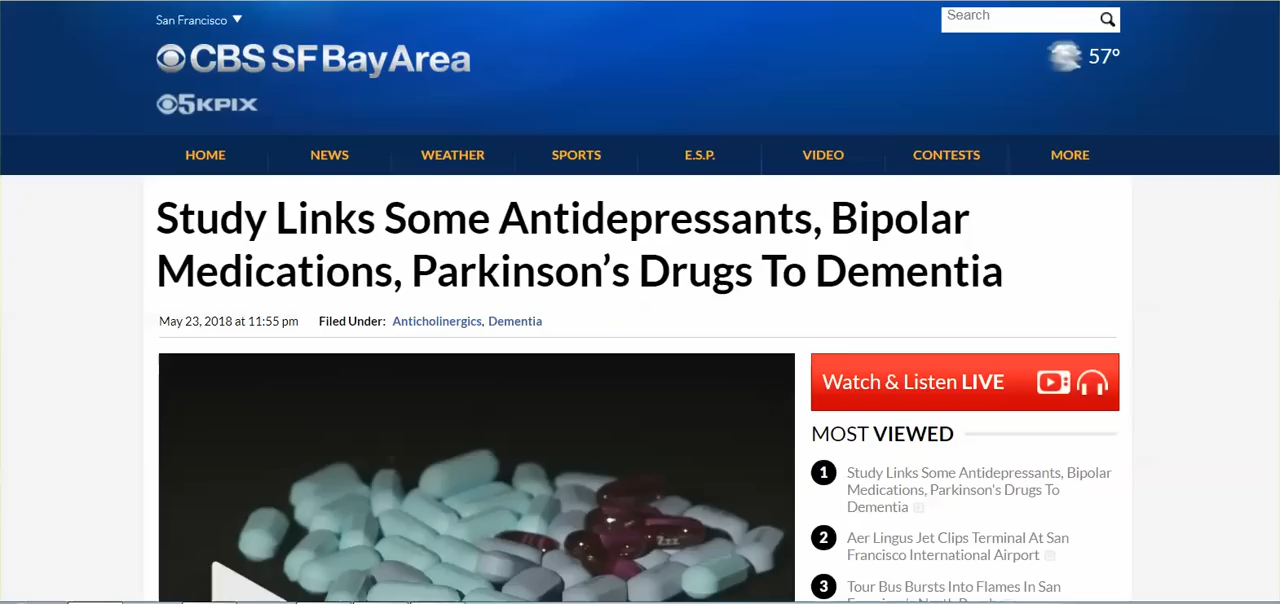 San Francisco
Search
CBS SF BayArea
57°
5KPIX
HOME NEWS WEATHER SPORTS E.S.P. VIDEO CONTESTS MORE
Study Links Some Antidepressants, Bipolar
Medications, Parkinson’s Drugs To Dementia
May 23, 2018 at 11:55 pm Filed Under: Anticholinergics, Dementia
Watch & Listen LIVE
MOST VIEWED
1 Study Links Some Antidepressants, Bipolar
Medications, Parkinson's Drugs To
Dementia
2 Aer Lingus Jet Clips Terminal At San
Francisco International Airport
3 Tour Bus Bursts Into Flames In San